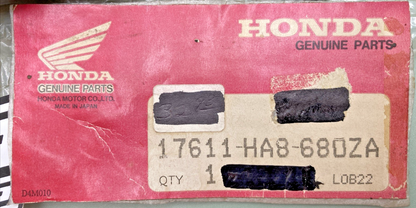 HONDA
GENUINE PARTS
HONDA
GENUINE PARTS
HONDA MOTOR CO.,LTD.
MADE IN JAPAN
17611-HA8-680ZA
QTY 1 LOB22
D4M010